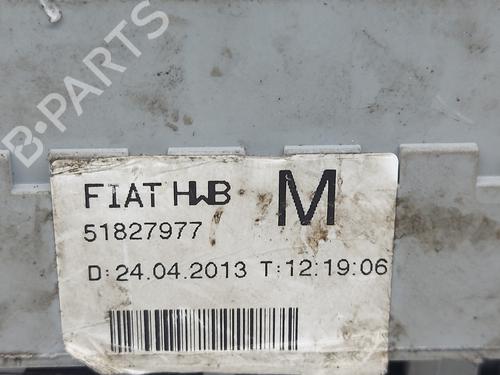 B-PARTS
FIAT HWB M
51827977
D: 24.04.2013 T: 12:19:06